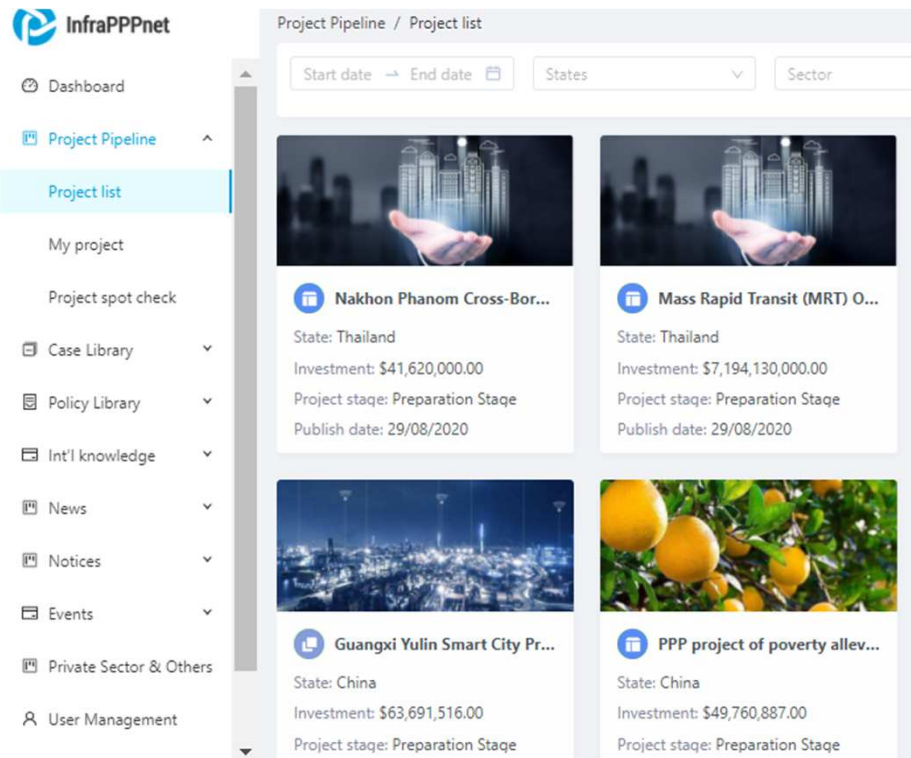 InfraPPPnet
Dashboard
Project Pipeline
Project list
My project
Project spot check
Case Library
Policy Library
Int'l knowledge
News
Notices
Events
Private Sector & Others
User Management
Project Pipeline / Project list
Start date → End date
States
Sector
Nakhon Phanom Cross-Bor...
State: Thailand
Investment: $41,620,000.00
Project stage: Preparation Stage
Publish date: 29/08/2020
Mass Rapid Transit (MRT) O...
State: Thailand
Investment: $7,194,130,000.00
Project stage: Preparation Stage
Publish date: 29/08/2020
Guangxi Yulin Smart City Pr...
State: China
Investment: $63,691,516.00
Project stage: Preparation Stage
PPP project of poverty allev...
State: China
Investment: $49,760,887.00
Project stage: Preparation Stage